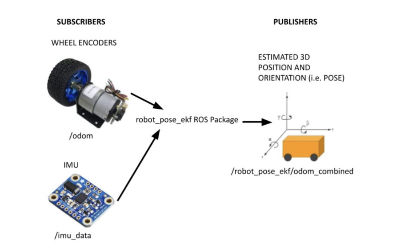 SUBSCRIBERS
PUBLISHERS
WHEEL ENCODERS
ESTIMATED 3D
POSITION AND
ORIENTATION (i.e. POSE)
/odom
robot_pose_ekf ROS Package
IMU
/robot_pose_ekf/odom_combined
/imu_data